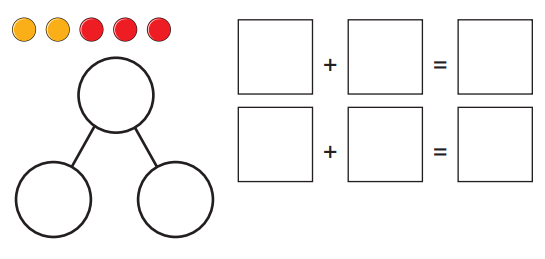 + =
+ =